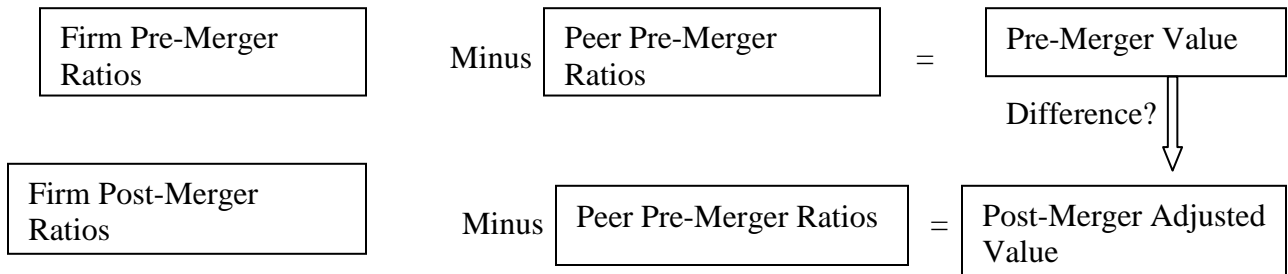 Firm Pre-Merger
Ratios
Minus
Peer Pre-Merger
Ratios
=
Pre-Merger Value
Difference?
Firm Post-Merger
Ratios
Minus
Peer Pre-Merger Ratios
=
Post-Merger Adjusted
Value